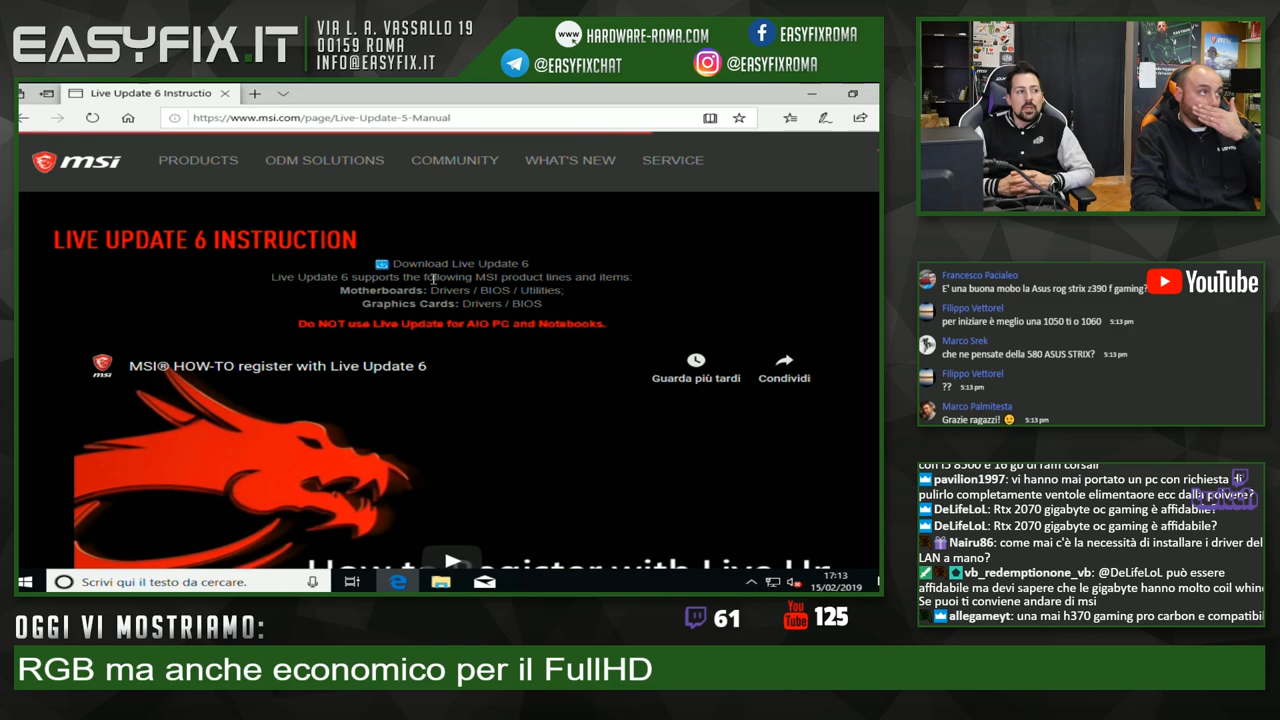 EASYFIX.IT
VIA L. A. VASSALLO 19
00159 ROMA
INFO@EASYFIX.IT
HARDWARE-ROMA.COM
EASYFIXROMA
@EASYFIXCHAT
@EASYFIXROMA
Live Update 6 Instructio
https://www.msi.com/page/Live-Update-5-Manual
msi
PRODUCTS
ODM SOLUTIONS
COMMUNITY
WHAT'S NEW
SERVICE
LIVE UPDATE 6 INSTRUCTION
Download Live Update 6
Live Update 6 supports the following MSI product lines and items:
Motherboards: Drivers / BIOS / Utilities;
Graphics Cards: Drivers / BIOS
Do NOT use Live Update for AIO PC and Notebooks.
msi
MSI® HOW-TO register with Live Update 6
Guarda più tardi
Condividi
Scrivi qui il testo da cercare.
17:13
15/02/2019
Francesco Pacialeo
E' una buona mobo la Asus rog strix z390 f gaming?
YouTube
Filippo Vettorel
per iniziare è meglio una 1050 ti o 1060 5:13 pm
Marco Srek
che ne pensate della 580 ASUS STRIX? 5:13 pm
Filippo Vettorel
?? 5:13 pm
Marco Palmitesta
Grazie ragazzi! 5:13 pm
con i5 8500 e 16 gb di ram corsair
pavilion1997: vi hanno mai portato un pc con richiesta di
pulirlo completamente ventole elimentaore ecc dalla polvere?
DeLifeLoL: Rtx 2070 gigabyte oc gaming è affidabile?
DeLifeLoL: Rtx 2070 gigabyte oc gaming è affidabile?
Nairu86: come mai c'è la necessità di installare i driver del
LAN a mano?
vb_redemptionone_vb: @DeLifeLoL può essere
affidabile ma devi sapere che le gigabyte hanno molto coil whine
Se puoi ti conviene andare di msi
allegameyt: una mai h370 gaming pro carbon e compatibil
OGGI VI MOSTRIAMO:
61
You Tube
125
RGB ma anche economico per il FullHD